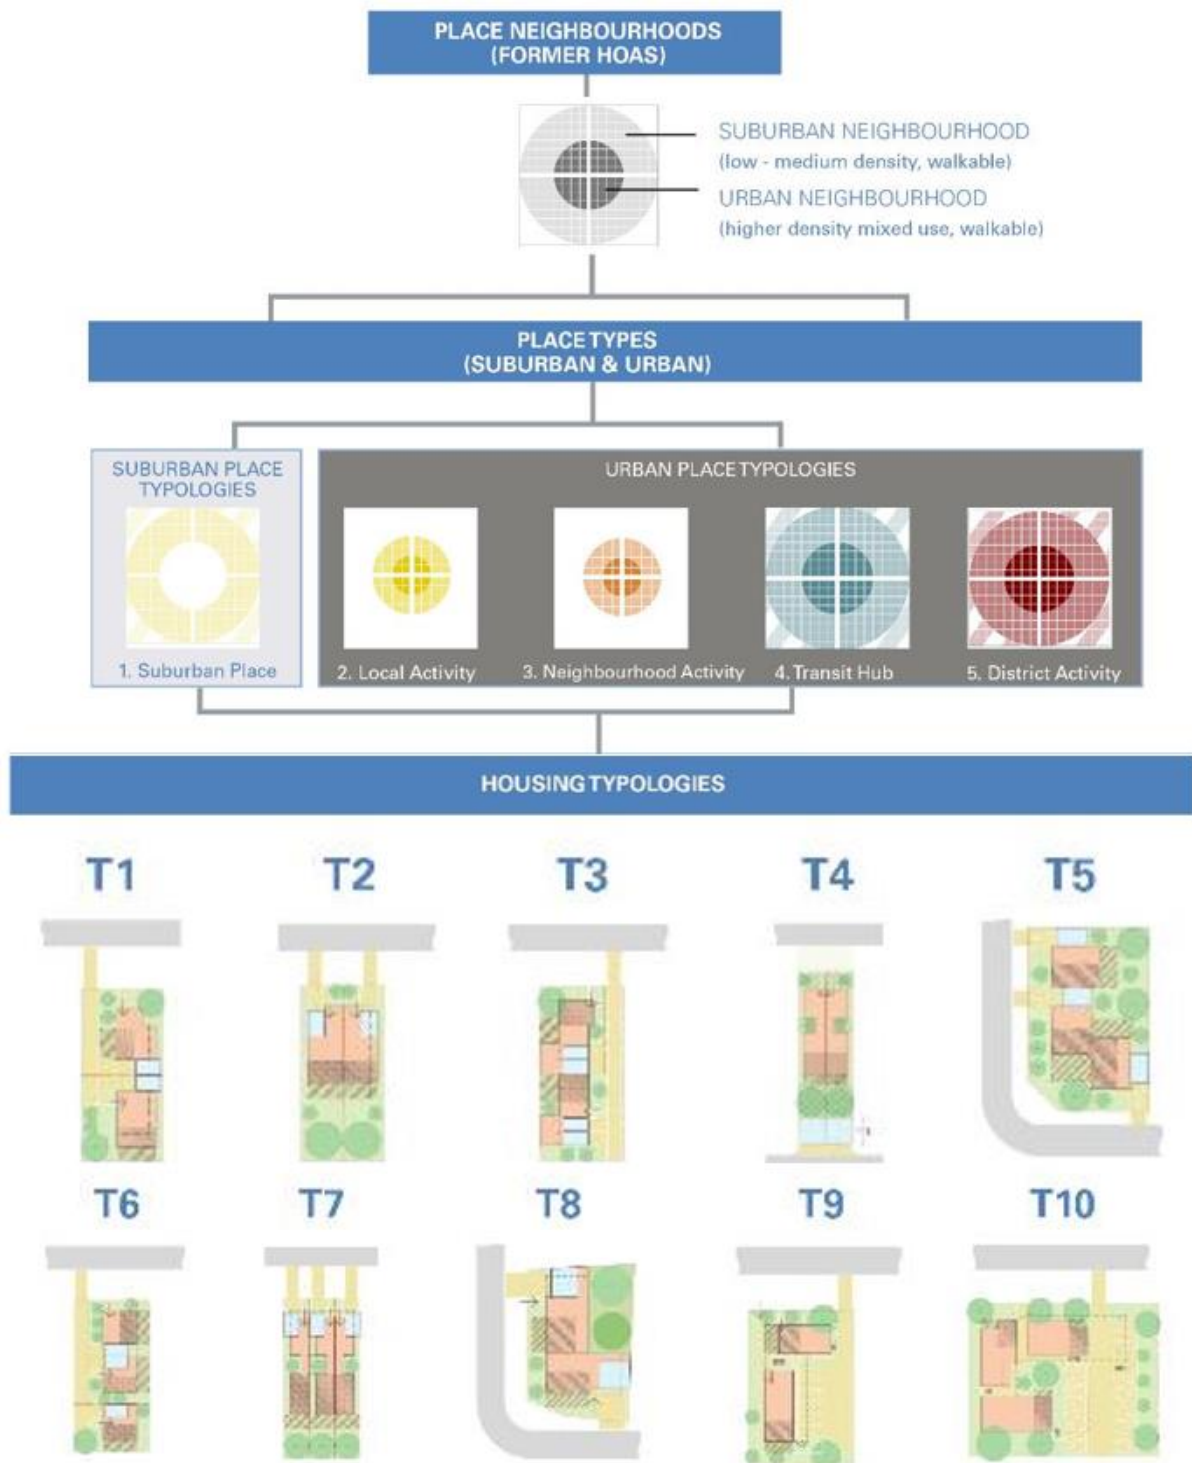 PLACE NEIGHBOURHOODS
(FORMER HOAS)
SUBURBAN NEIGHBOURHOOD
(low - medium density, walkable)
URBAN NEIGHBOURHOOD
(higher density mixed use, walkable)
PLACE TYPES
(SUBURBAN & URBAN)
SUBURBAN PLACE
TYPOLOGIES
URBAN PLACE TYPOLOGIES
1. Suburban Place
2. Local Activity
3. Neighbourhood Activity
4. Transit Hub
5. District Activity
HOUSING TYPOLOGIES
T1
T2
T3
T4
T5
T6
T7
T8
T9
T10